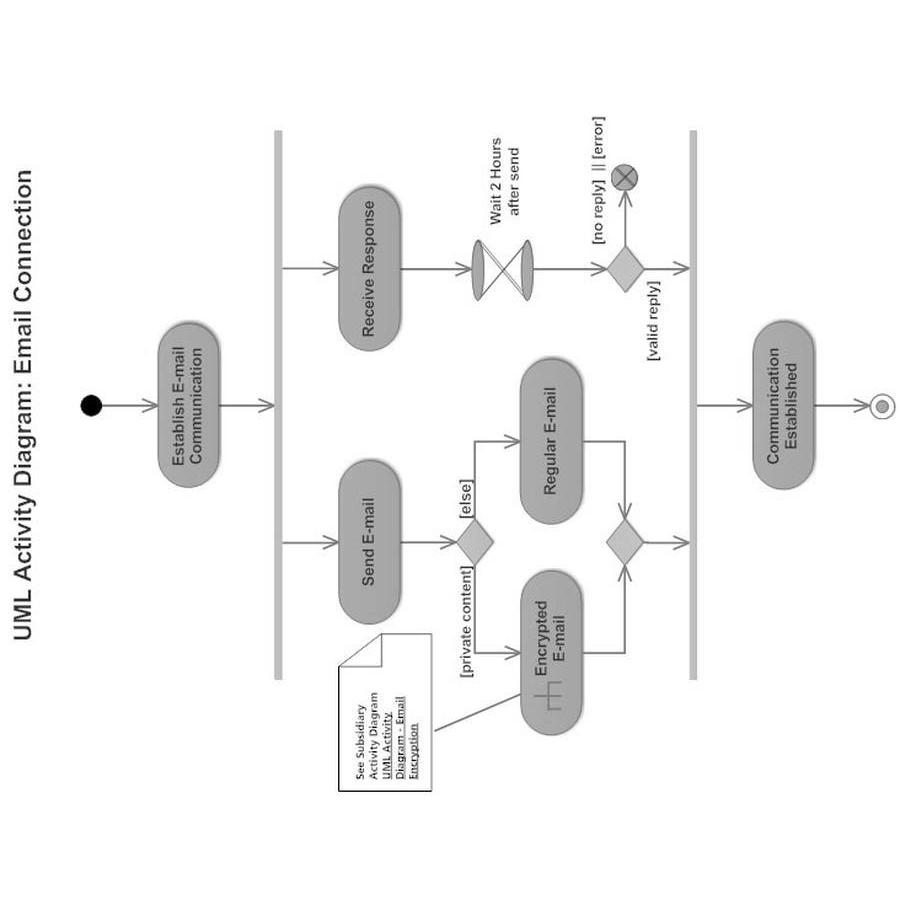 UML Activity Diagram: Email Connection
Establish E-mail
Communication
Send E-mail
Receive Response
See Subsidiary
Activity Diagram
UML Activity
Diagram - Email
Encryption
[private content]
[else]
Wait 2 Hours
after send
Encrypted
E-mail
Regular E-mail
[no reply] || [error]
[valid reply]
Communication
Established